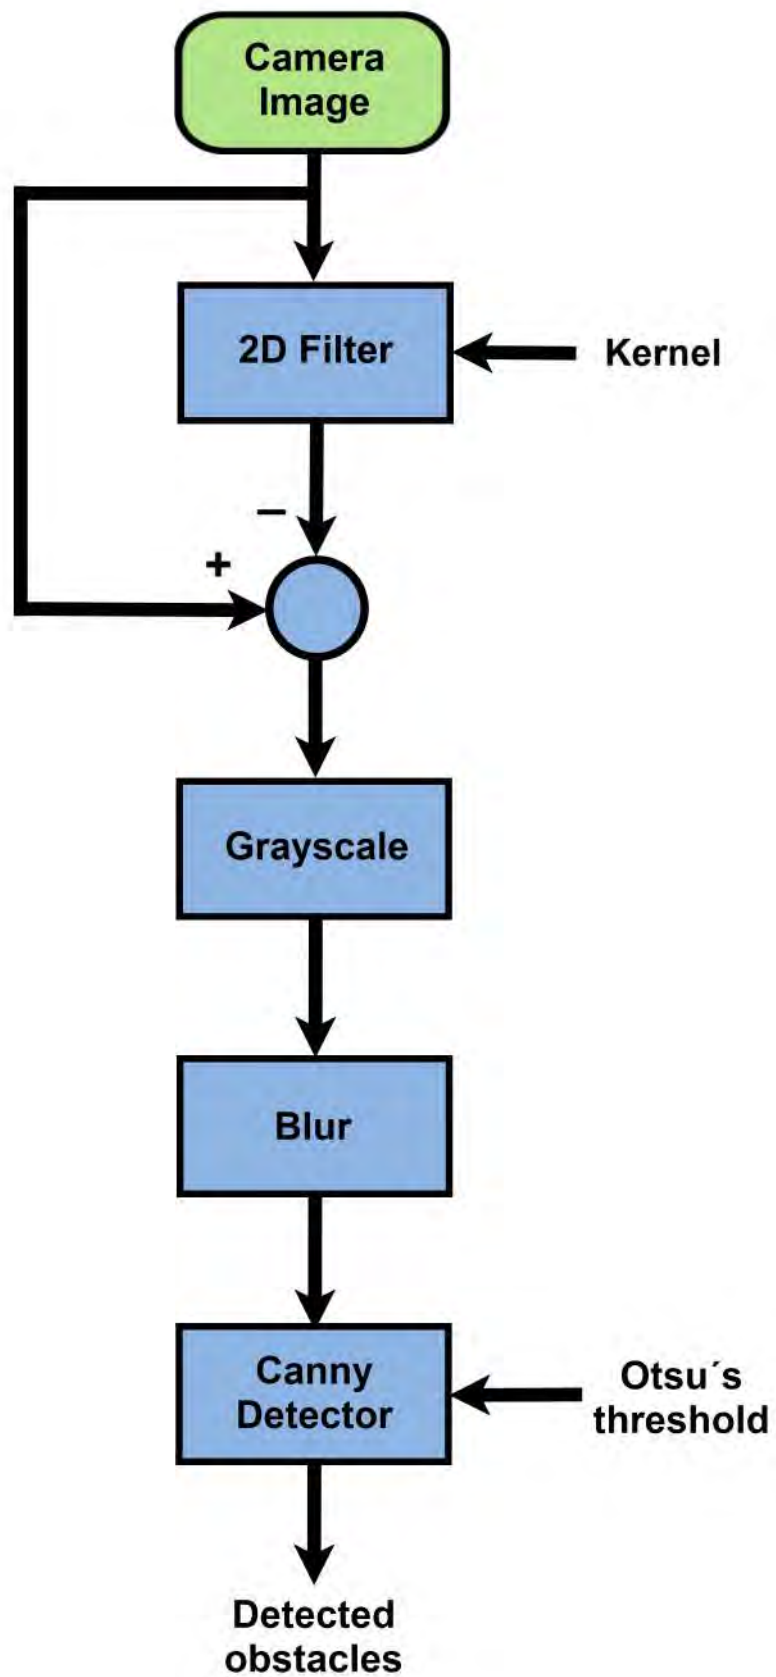 Camera
Image
2D Filter
Kernel
–
+
Grayscale
Blur
Canny
Detector
Otsu´s
threshold
Detected
obstacles